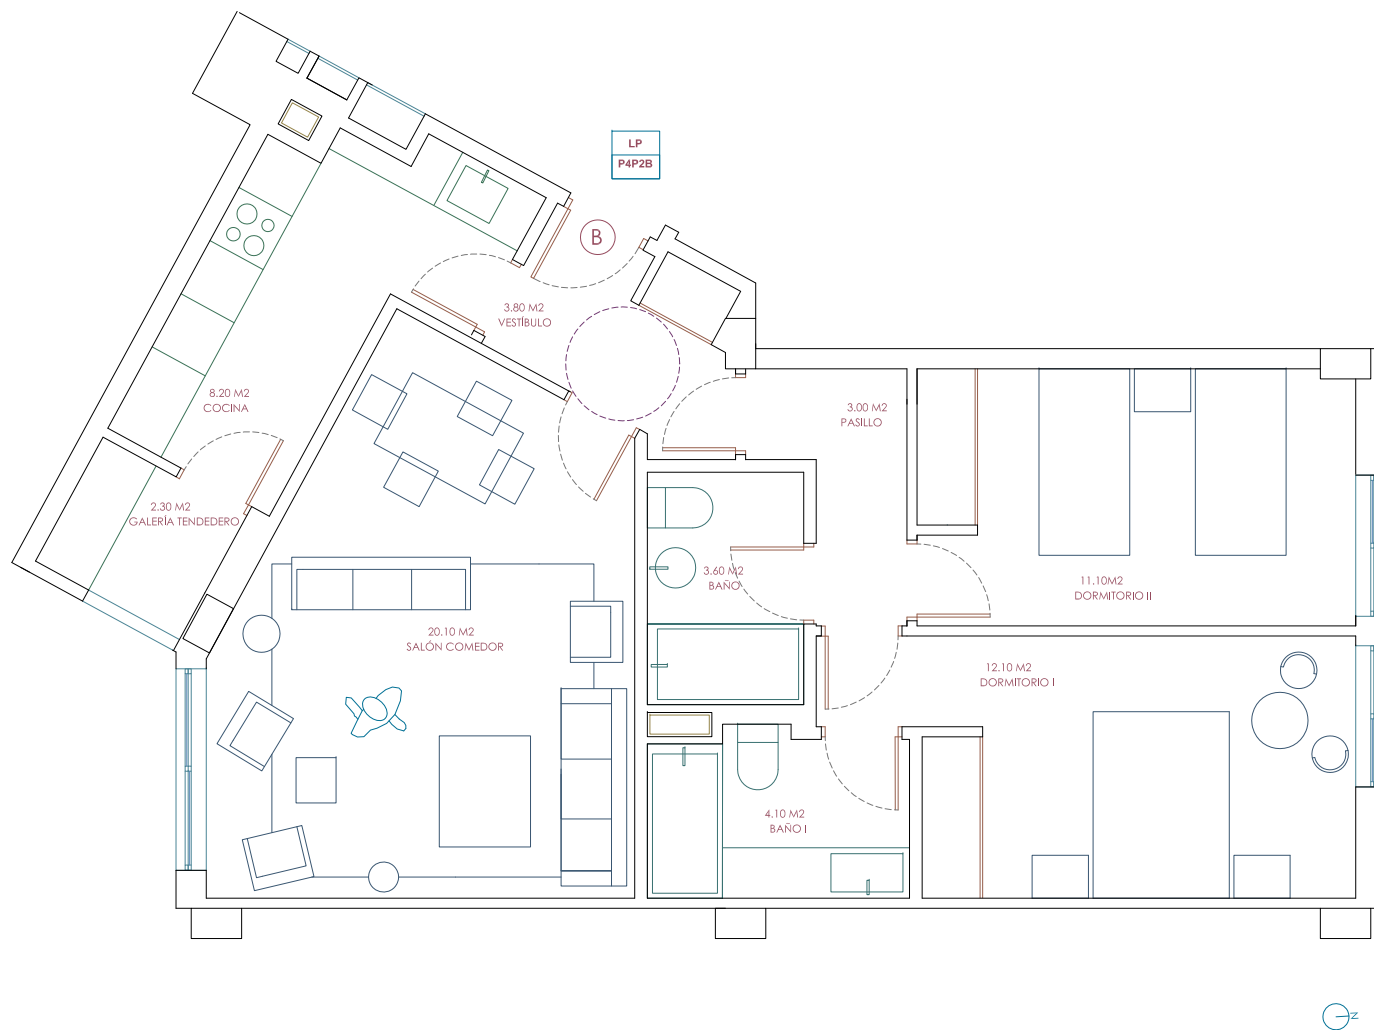 LP
P4P2B
B
3.80 M2
VESTÍBULO
8.20 M2
COCINA
3.00 M2
PASILLO
2.30 M2
GALERÍA TENDEDERO
3.60 M2
BAÑO
11.10M2
DORMITORIO II
20.10 M2
SALÓN COMEDOR
12.10 M2
DORMITORIO I
4.10 M2
BAÑO I
N